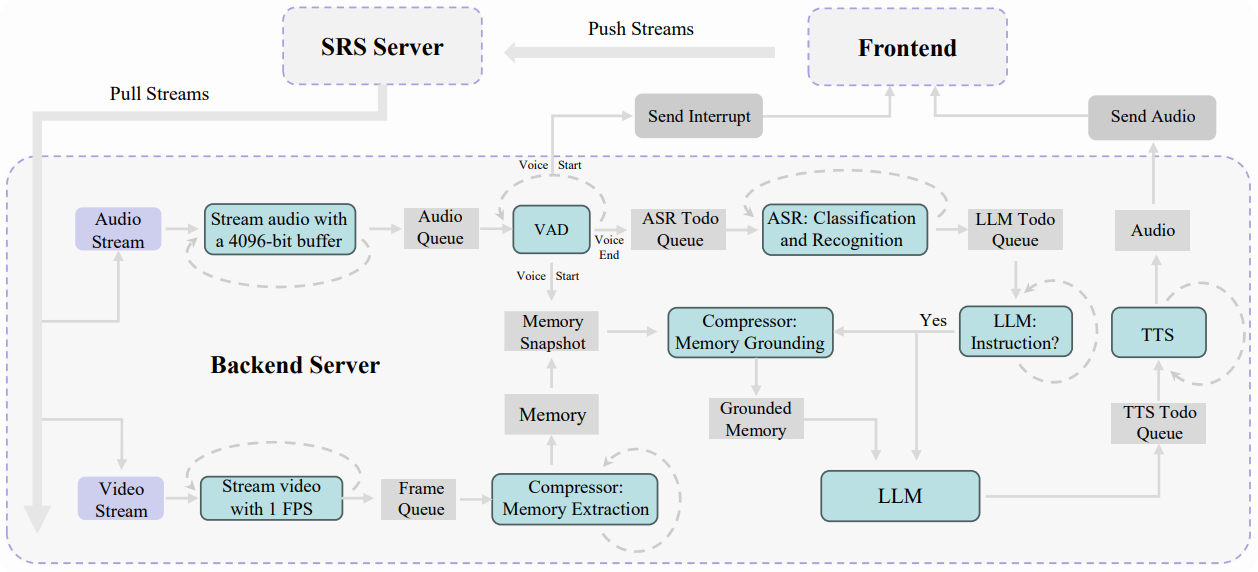 SRS Server
Push Streams
Frontend
Pull Streams
Send Interrupt
Send Audio
Voice Start
Audio
Stream
Stream audio with
a 4096-bit buffer
Audio
Queue
VAD
Voice
End
ASR Todo
Queue
ASR: Classification
and Recognition
LLM Todo
Queue
Audio
Voice Start
Memory
Snapshot
Compressor:
Memory Grounding
Yes
LLM:
Instruction?
TTS
Backend Server
Memory
Grounded
Memory
TTS Todo
Queue
Video
Stream
Stream video
with 1 FPS
Frame
Queue
Compressor:
Memory Extraction
LLM